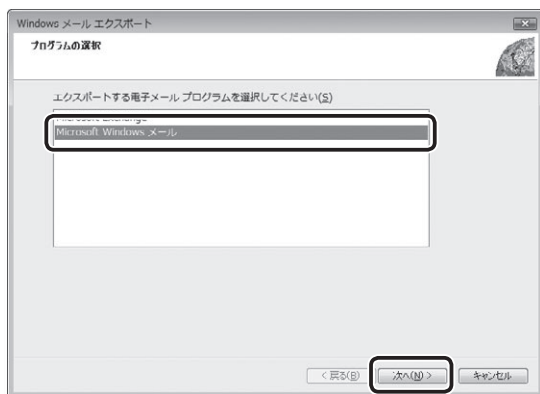 Windows メール エクスポート
プログラムの選択
エクスポートする電子メール プログラムを選択してください(S)
Microsoft Exchange
Microsoft Windows メール
< 戻る(B)
次へ(N) >
キャンセル